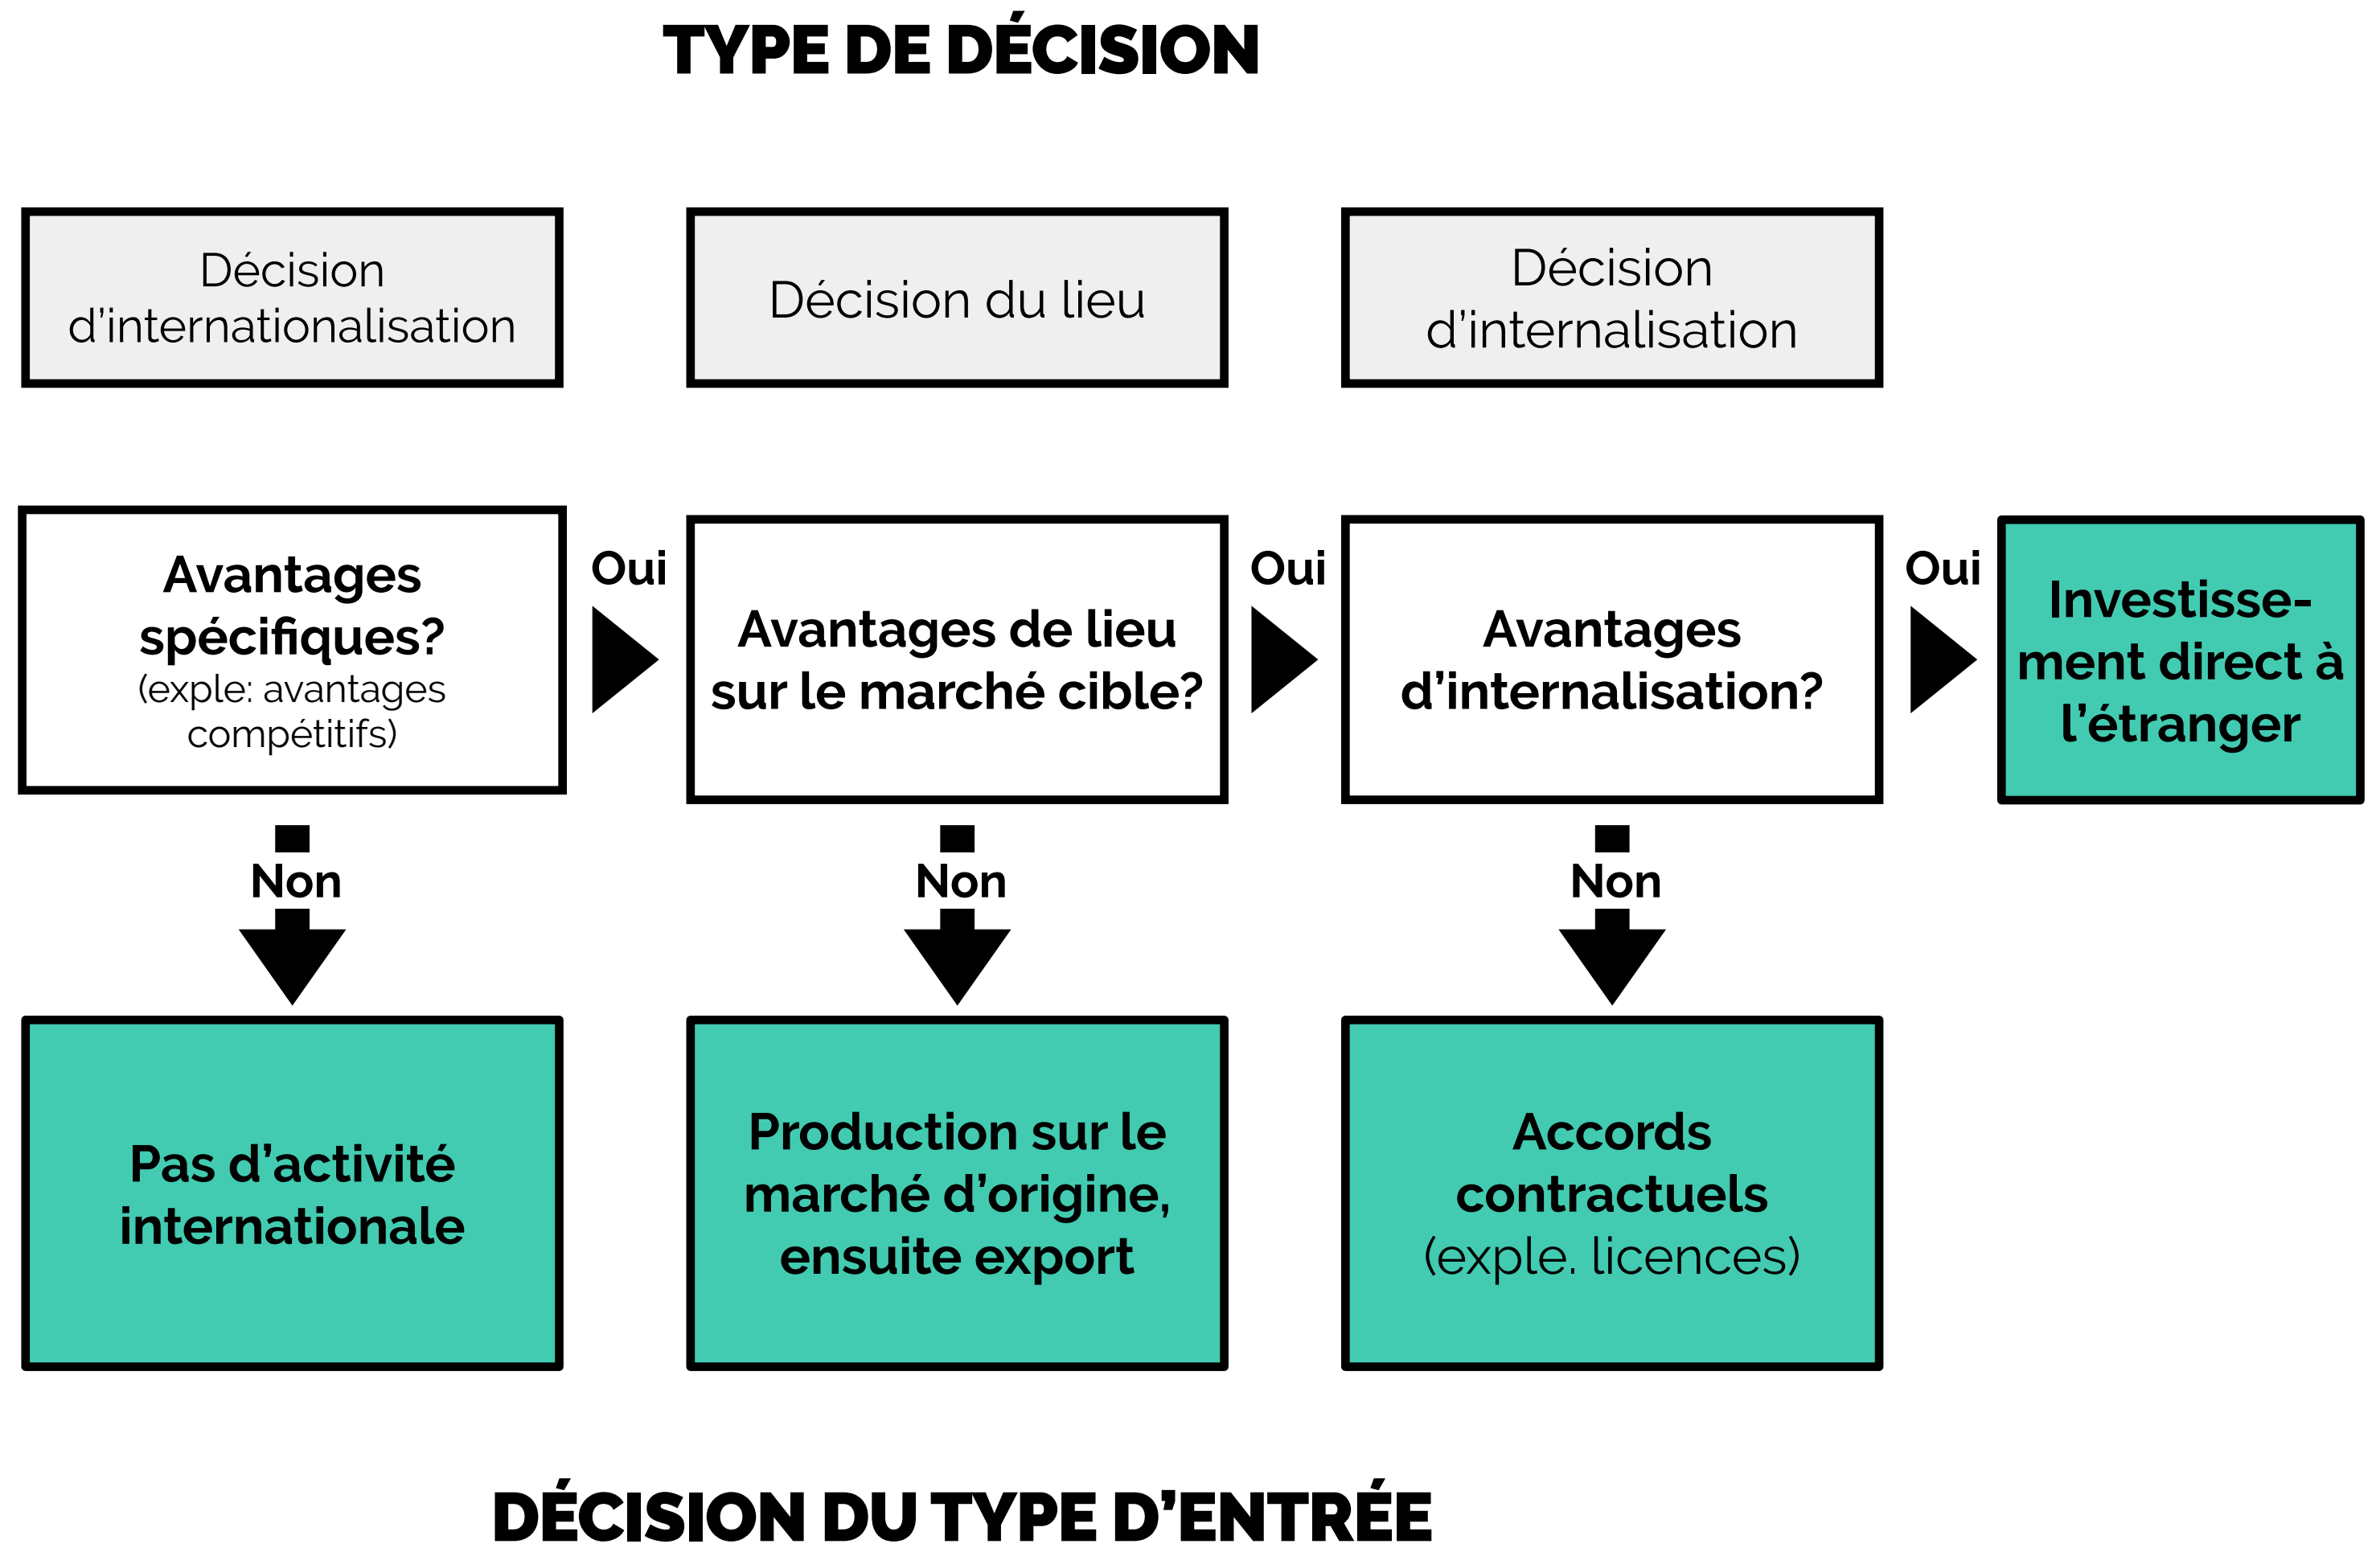 TYPE DE DÉCISION
Décision
d'internationalisation
Décision du lieu
Décision
d'internalisation
Avantages
spécifiques?
(exple: avantages
compétitifs)
Oui
Avantages de lieu
sur le marché cible?
Oui
Avantages
d'internalisation?
Oui
Investisse-
ment direct à
l'étranger
Non
Non
Non
Pas d'activité
internationale
Production sur le
marché d'origine,
ensuite export
Accords
contractuels
(exple. licences)
DÉCISION DU TYPE D'ENTRÉE